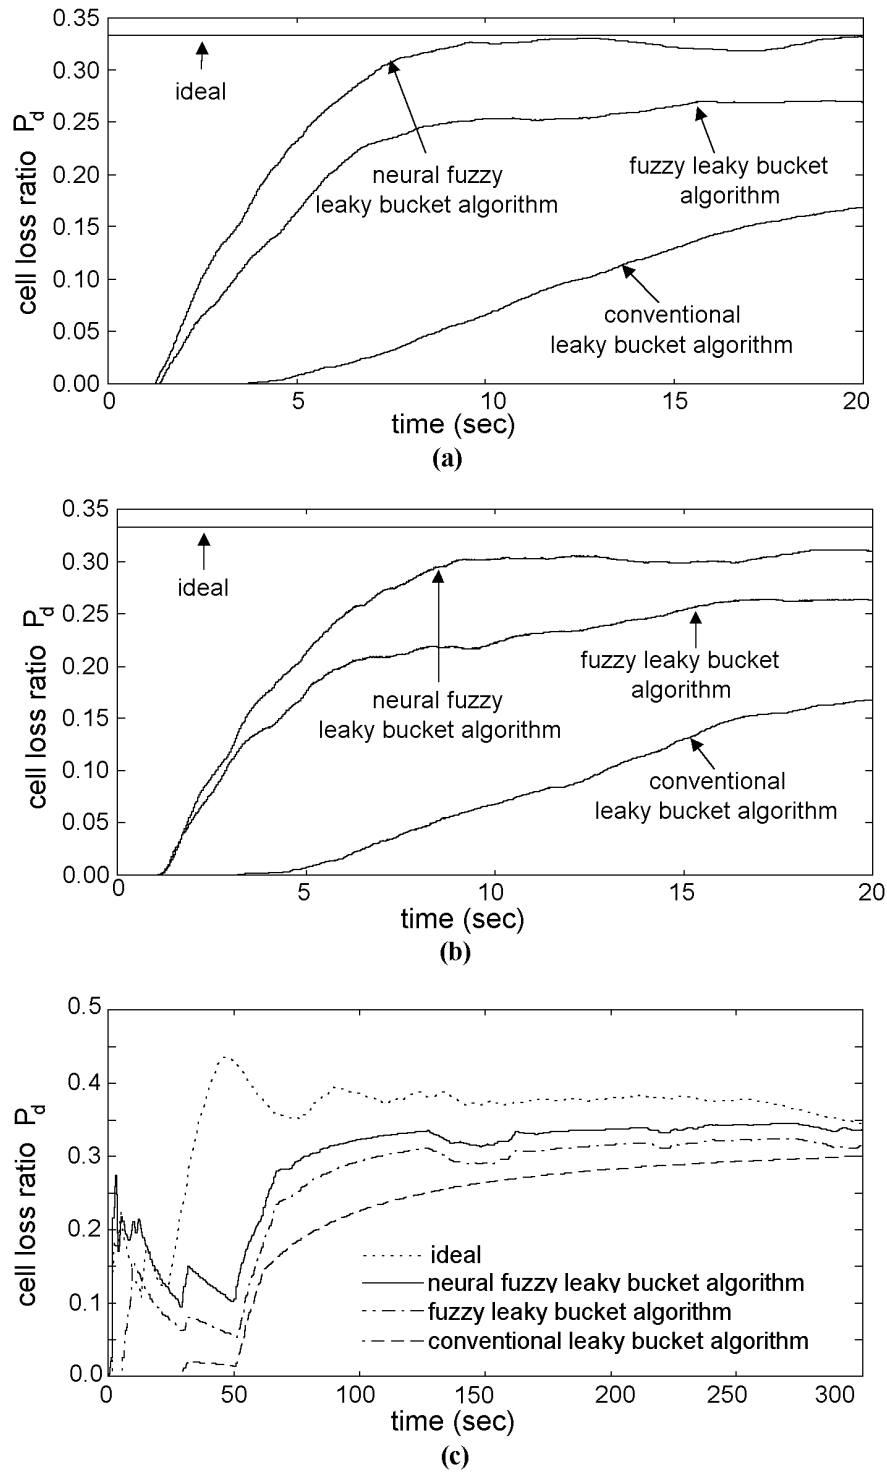 0.35
0.30
0.25
0.20
0.15
0.10
0.05
0.00
cell loss ratio Pd
ideal
neural fuzzy
leaky bucket algorithm
fuzzy leaky bucket
algorithm
conventional
leaky bucket algorithm
0 5 10 15 20
time (sec)
(a)
0.35
0.30
0.25
0.20
0.15
0.10
0.05
0.00
cell loss ratio Pd
ideal
neural fuzzy
leaky bucket algorithm
fuzzy leaky bucket
algorithm
conventional
leaky bucket algorithm
0 5 10 15 20
time (sec)
(b)
0.5
0.4
0.3
0.2
0.1
0.0
cell loss ratio Pd
ideal
neural fuzzy leaky bucket algorithm
fuzzy leaky bucket algorithm
conventional leaky bucket algorithm
0 50 100 150 200 250 300
time (sec)
(c)